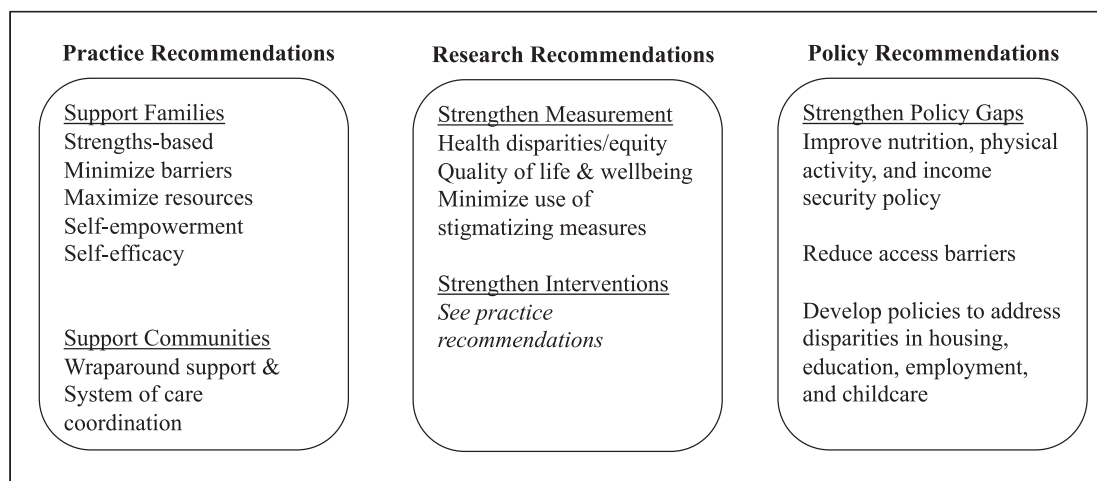 Practice Recommendations
Support Families
Strengths-based
Minimize barriers
Maximize resources
Self-empowerment
Self-efficacy
Support Communities
Wraparound support &
System of care
coordination
Research Recommendations
Strengthen Measurement
Health disparities/equity
Quality of life & wellbeing
Minimize use of
stigmatizing measures
Strengthen Interventions
See practice
recommendations
Policy Recommendations
Strengthen Policy Gaps
Improve nutrition, physical
activity, and income
security policy
Reduce access barriers
Develop policies to address
disparities in housing,
education, employment,
and childcare